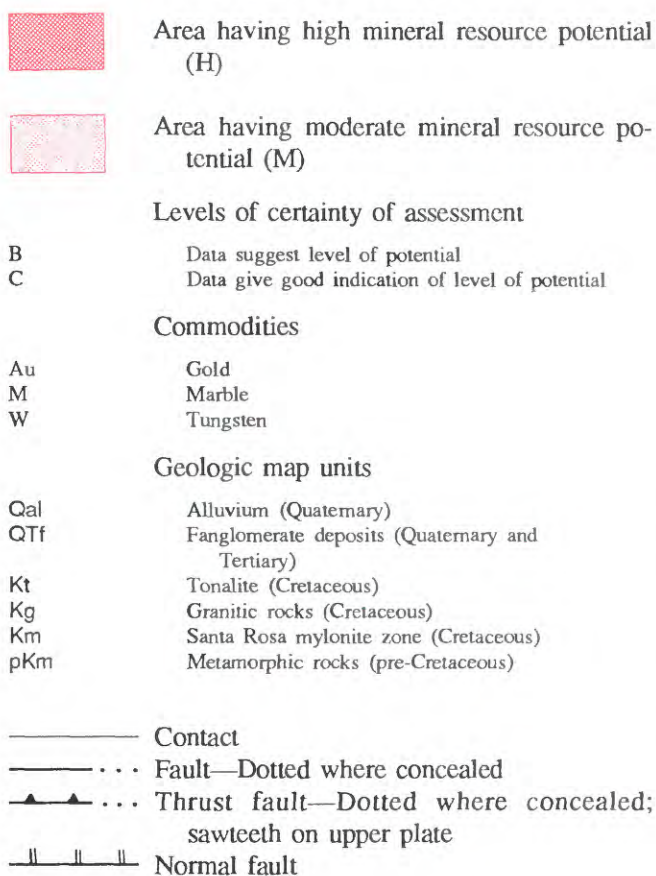 Area having high mineral resource potential
(H)
Area having moderate mineral resource po-
tential (M)
Levels of certainty of assessment
B Data suggest level of potential
C Data give good indication of level of potential
Commodities
Au Gold
M Marble
W Tungsten
Geologic map units
Qal Alluvium (Quaternary)
QTf Fanglomerate deposits (Quaternary and
Tertiary)
Kt Tonalite (Cretaceous)
Kg Granitic rocks (Cretaceous)
Km Santa Rosa mylonite zone (Cretaceous)
pKm Metamorphic rocks (pre-Cretaceous)
Contact
Fault—Dotted where concealed
Thrust fault—Dotted where concealed;
sawteeth on upper plate
Normal fault